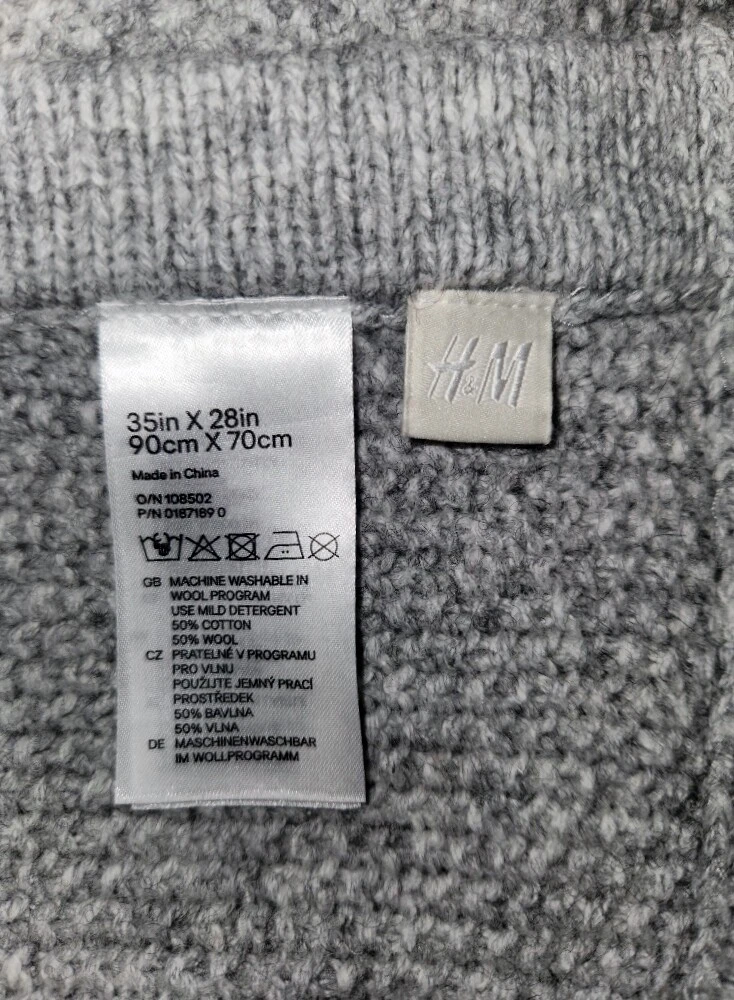 35in X 28in
90cm X 70cm
Made in China
O/N 108502
P/N 0187189 0
GB MACHINE WASHABLE IN
WOOL PROGRAM
USE MILD DETERGENT
50% COTTON
50% WOOL
CZ PRATELNÉ V PROGRAMU
PRO VLNU
POUŽIJTE JEMNÝ PRACÍ
PROSTŘEDEK
50% BAVLNA
50% VLNA
DE MASCHINENWASCHBAR
IM WOLLPROGRAMM
H&M